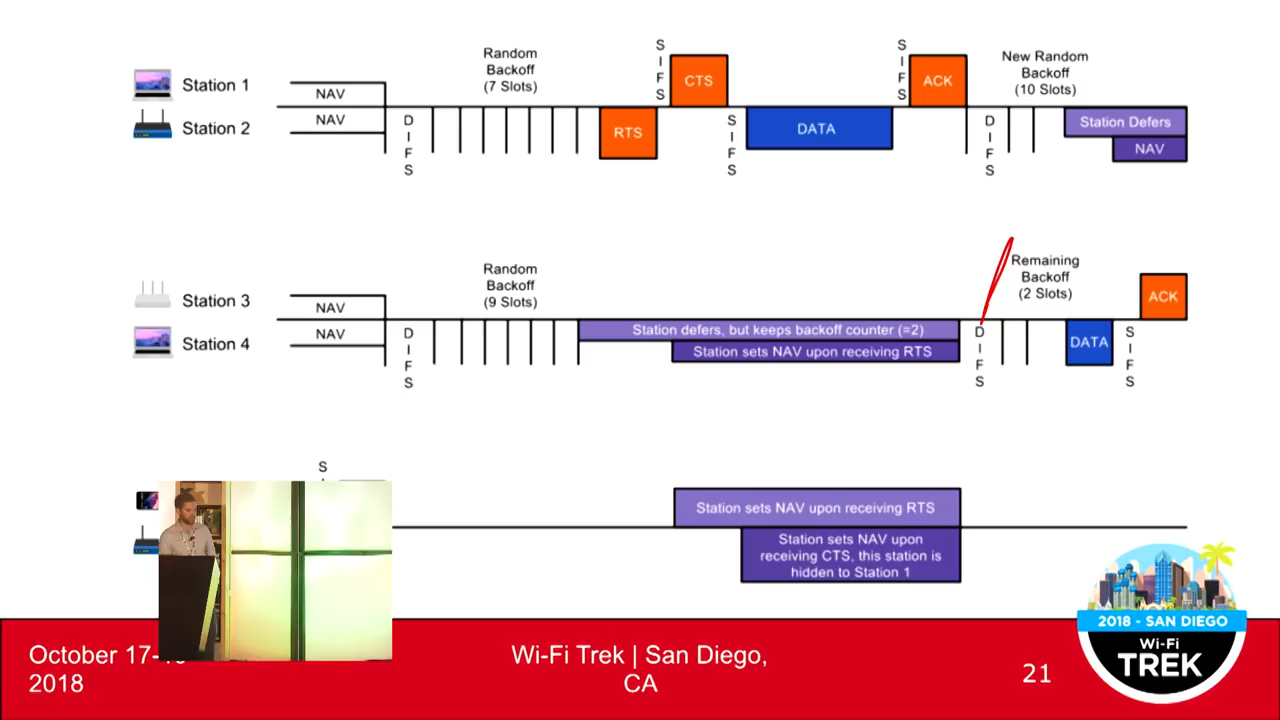 Random
Backoff
(7 Slots)
S
I
F
S
CTS
S
I
F
S
ACK
New Random
Backoff
(10 Slots)
Station 1
NAV
Station 2
NAV
D
I
F
S
RTS
S
I
F
S
DATA
D
I
F
S
Station Defers
NAV
Random
Backoff
(9 Slots)
Remaining
Backoff
(2 Slots)
Station 3
NAV
ACK
Station 4
NAV
D
I
F
S
Station defers, but keeps backoff counter (=2)
Station sets NAV upon receiving RTS
D
I
F
S
DATA
S
I
F
S
S
Station sets NAV upon receiving RTS
Station sets NAV upon
receiving CTS, this station is
hidden to Station 1
October 17-
2018
Wi-Fi Trek | San Diego,
CA
21
2018 - SAN DIEGO
Wi-Fi
TREK